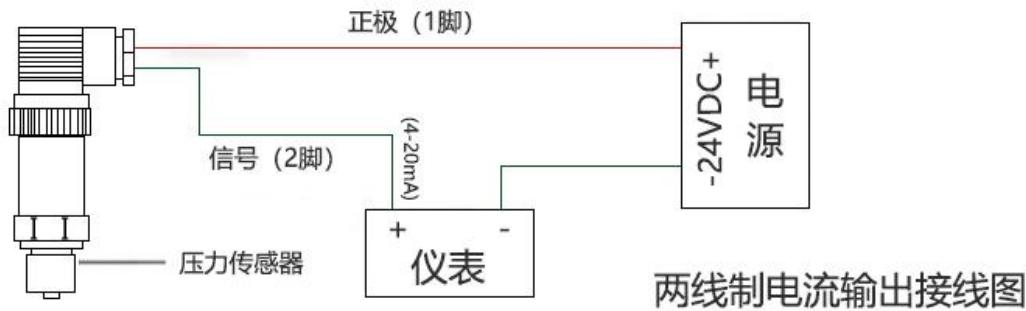 正极（1脚）
-24VDC+
电源
(4-20mA)
信号（2脚）
+ -
仪表
压力传感器
两线制电流输出接线图